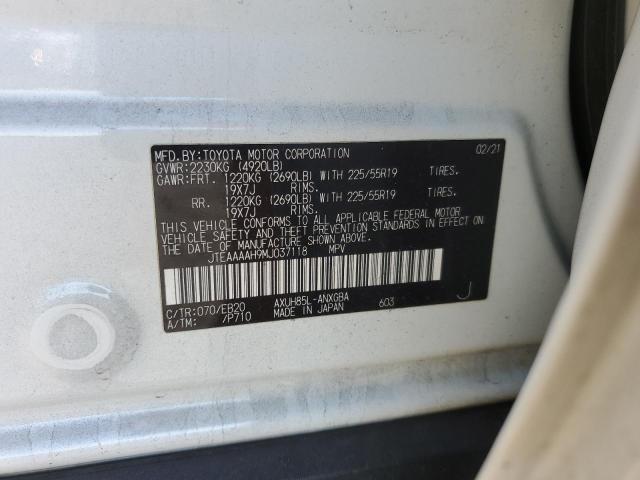 MFD.BY:TOYOTA MOTOR CORPORATION 02/21
GVWR:2230KG (4920LB)
GAWR:FRT. 1220KG (2690LB) WITH 225/55R19 TIRES.
19X7J RIMS.
RR. 1220KG (2690LB) WITH 225/55R19 TIRES.
19X7J RIMS.
THIS VEHICLE CONFORMS TO ALL APPLICABLE FEDERAL MOTOR
VEHICLE SAFETY AND THEFT PREVENTION STANDARDS IN EFFECT ON
THE DATE OF MANUFACTURE SHOWN ABOVE.
JTEAAAAH9MJ037118 MPV
C/TR:070/EB20 AXUH85L-ANXGBA 603 J
A/TM: /P710 MADE IN JAPAN